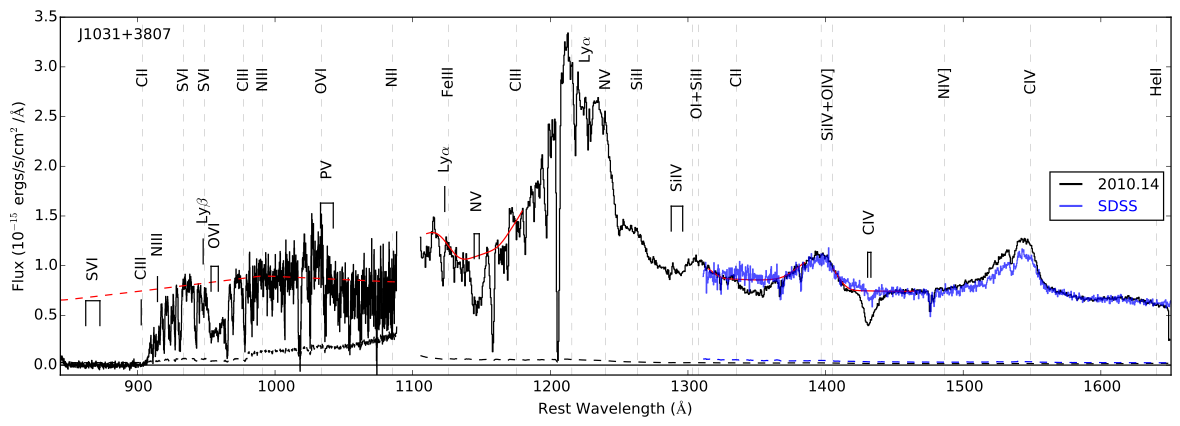 J1031+3807
3.5
3.0
2.5
2.0
1.5
1.0
0.5
0.0
Flux (10⁻¹⁵ ergs/s/cm² /Å)
CII SVI SVI CIII NIII OVI NII FeIII CIII Lyα NV SiII OI+SiII CII SiIV+OIV] NIV] CIV HeII
SVI CIII NIII Lyβ OVI PV Lyα NV SiIV CIV
2010.14
SDSS
900 1000 1100 1200 1300 1400 1500 1600
Rest Wavelength (Å)